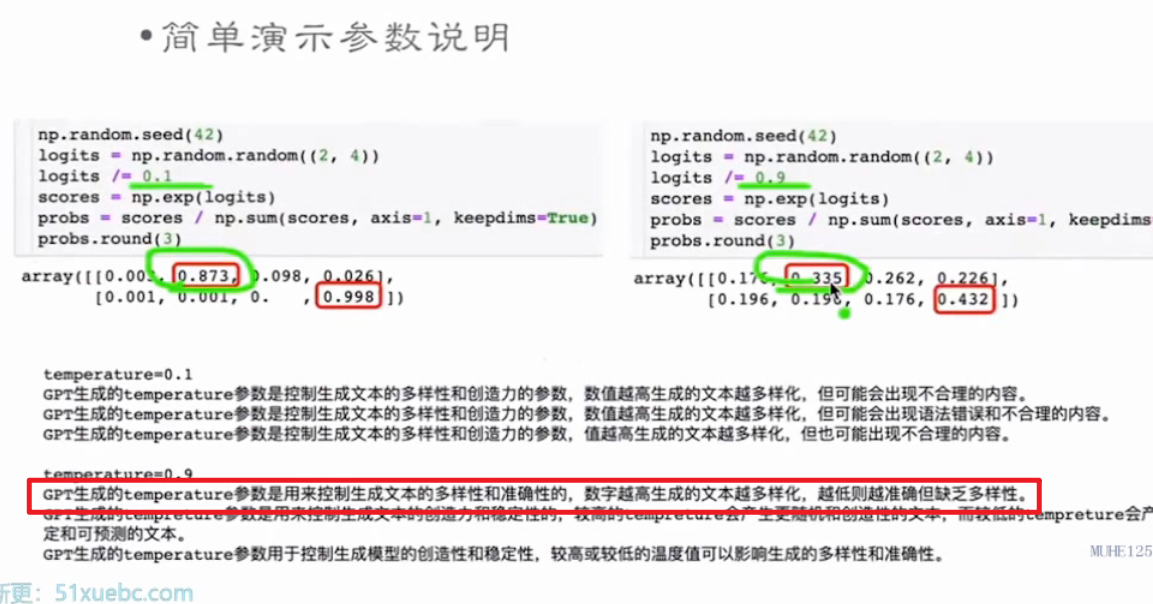 •简单演示参数说明
np.random.seed(42)
logits = np.random.random((2, 4))
logits /= 0.1
scores = np.exp(logits)
probs = scores / np.sum(scores, axis=1, keepdims=True)
probs.round(3)
array([[0.003, 0.873, 0.098, 0.026],
[0.001, 0.001, 0. , 0.998 ]])
np.random.seed(42)
logits = np.random.random((2, 4))
logits /= 0.9
scores = np.exp(logits)
probs = scores / np.sum(scores, axis=1, keepdims=
probs.round(3)
array([[0.176, 0.335, 0.262, 0.226],
[0.196, 0.196, 0.176, 0.432 ]])
temperature=0.1
GPT生成的temperature参数是控制生成文本的多样性和创造力的参数，数值越高生成的文本越多样化，但可能会出现不合理的内容。
GPT生成的temperature参数是控制生成文本的多样性和创造力的参数，数值越高生成的文本越多样化，但可能会出现语法错误和不合理的内容。
GPT生成的temperature参数是控制生成文本的多样性和创造力的参数，值越高生成的文本越多样化，但也可能出现不合理的内容。
temperature=0.9
GPT生成的temperature参数是用来控制生成文本的多样性和准确性的，数字越高生成的文本越多样化，越低则越准确但缺乏多样性。
GPT生成的tempreture参数是用来控制生成文本的创造力和稳定性的，较高的tempreture会产生更随机和创造性的文本，而较低的tempreture会产
定和可预测的文本。
GPT生成的temperature参数用于控制生成模型的创造性和稳定性，较高或较低的温度值可以影响生成的多样性和准确性。
MUHE125
新更：51xuebc.com